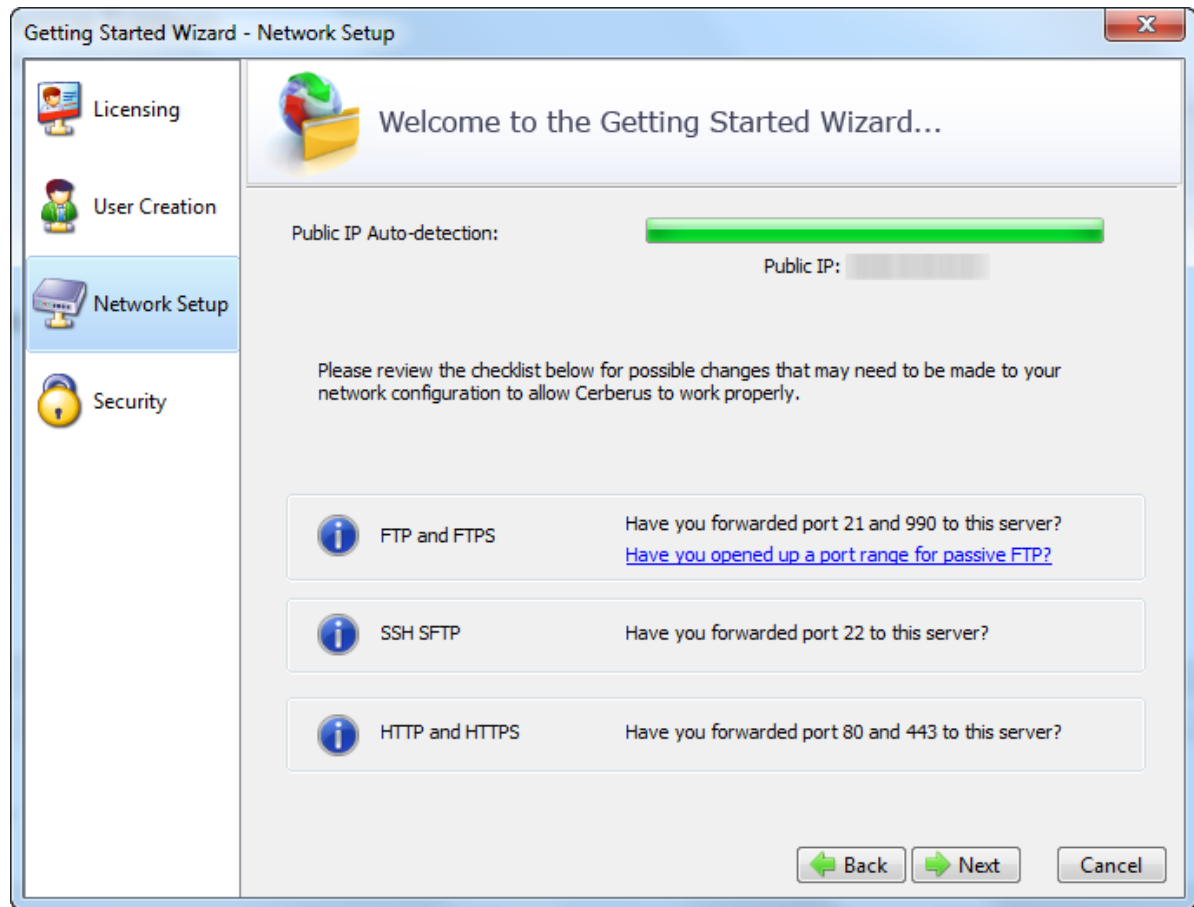 Getting Started Wizard - Network Setup
Licensing
User Creation
Network Setup
Security
Welcome to the Getting Started Wizard...
Public IP Auto-detection:
Public IP:
Please review the checklist below for possible changes that may need to be made to your
network configuration to allow Cerberus to work properly.
FTP and FTPS
Have you forwarded port 21 and 990 to this server?
Have you opened up a port range for passive FTP?
SSH SFTP
Have you forwarded port 22 to this server?
HTTP and HTTPS
Have you forwarded port 80 and 443 to this server?
Back
Next
Cancel